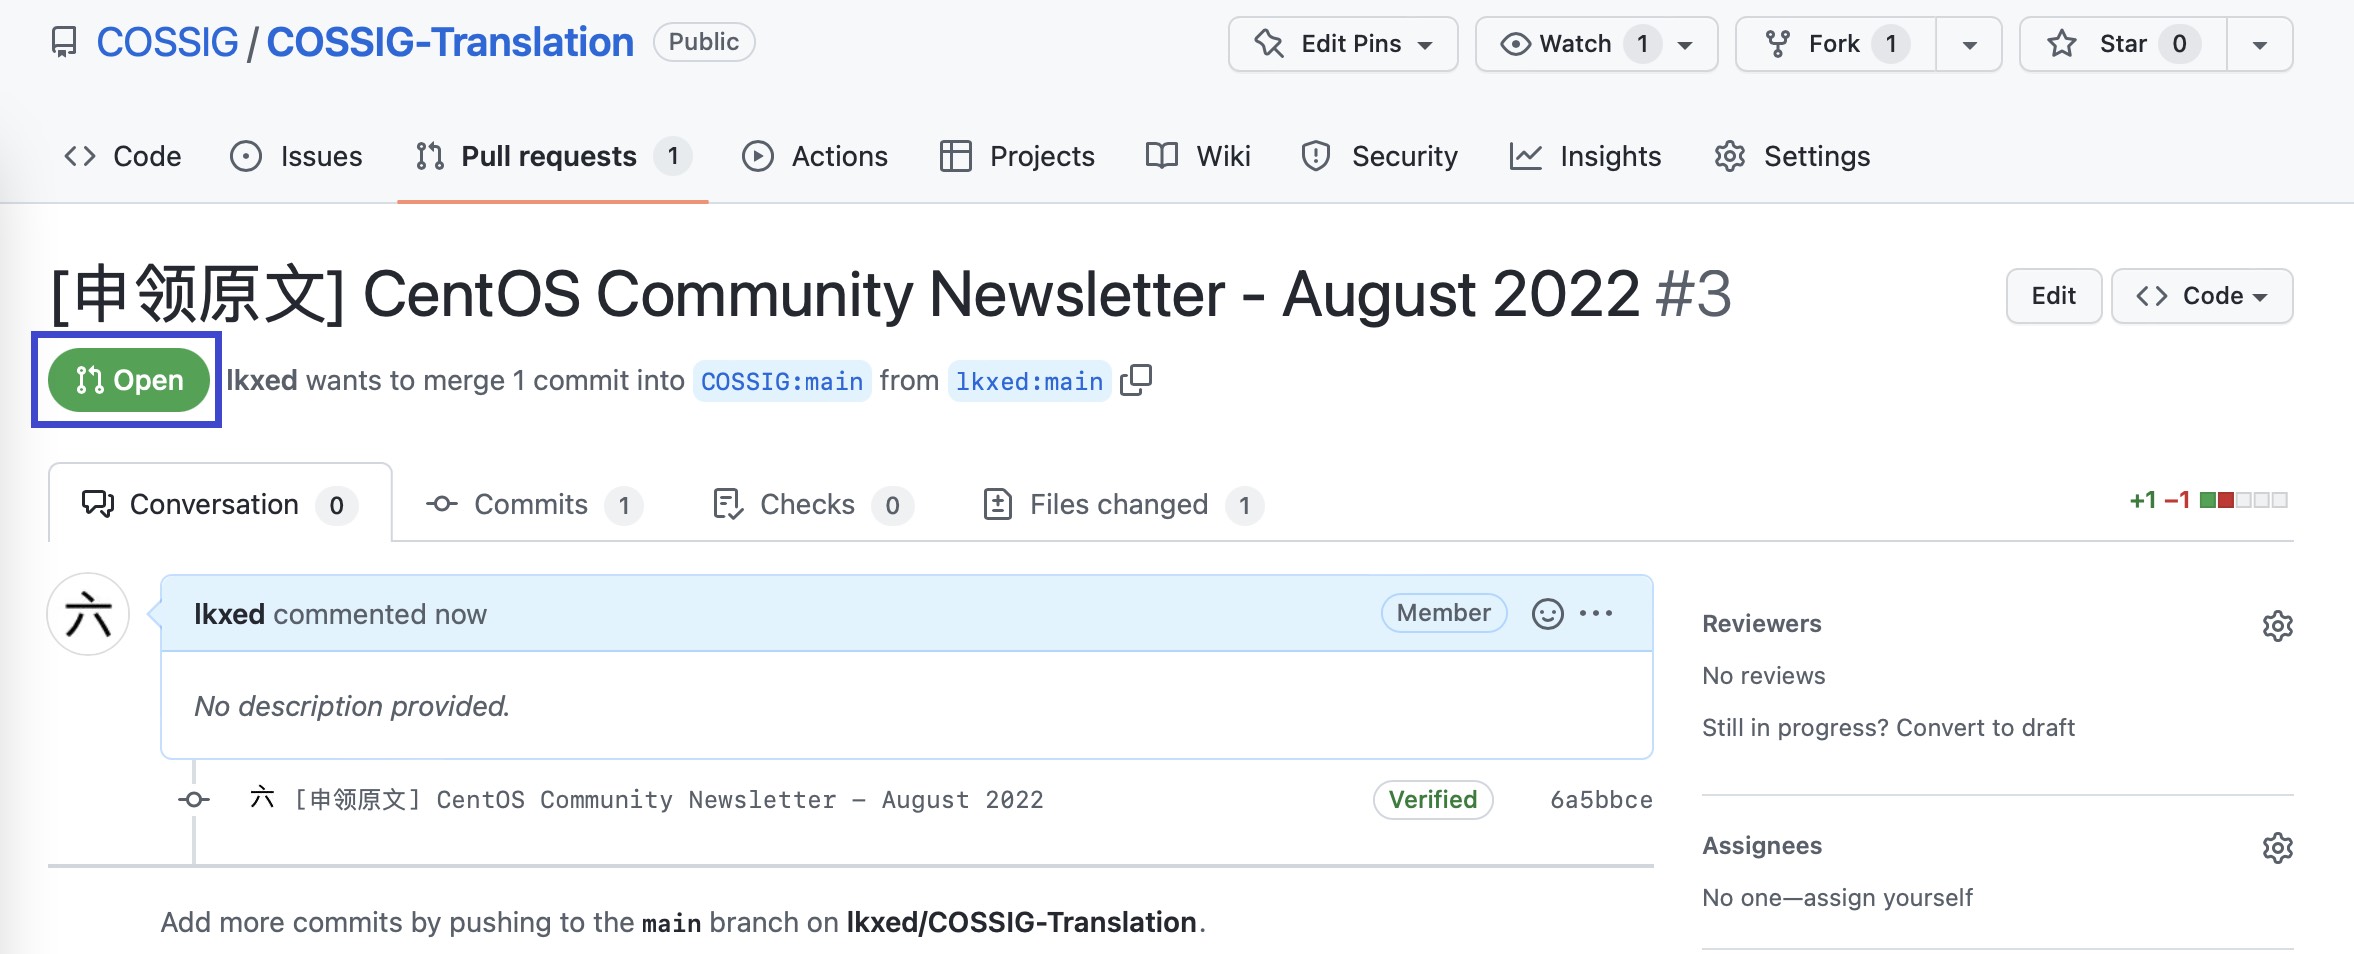 COSSIG / COSSIG-Translation Public Edit Pins Watch 1 Fork 1 Star 0
Code Issues Pull requests 1 Actions Projects Wiki Security Insights Settings
[申领原文] CentOS Community Newsletter - August 2022 #3 Edit Code
Open lkxed wants to merge 1 commit into COSSIG:main from lkxed:main
Conversation 0 Commits 1 Checks 0 Files changed 1 +1 −1
六 lkxed commented now Member
No description provided.
六 [申领原文] CentOS Community Newsletter – August 2022 Verified 6a5bbce
Add more commits by pushing to the main branch on lkxed/COSSIG-Translation.
Reviewers
No reviews
Still in progress? Convert to draft
Assignees
No one—assign yourself